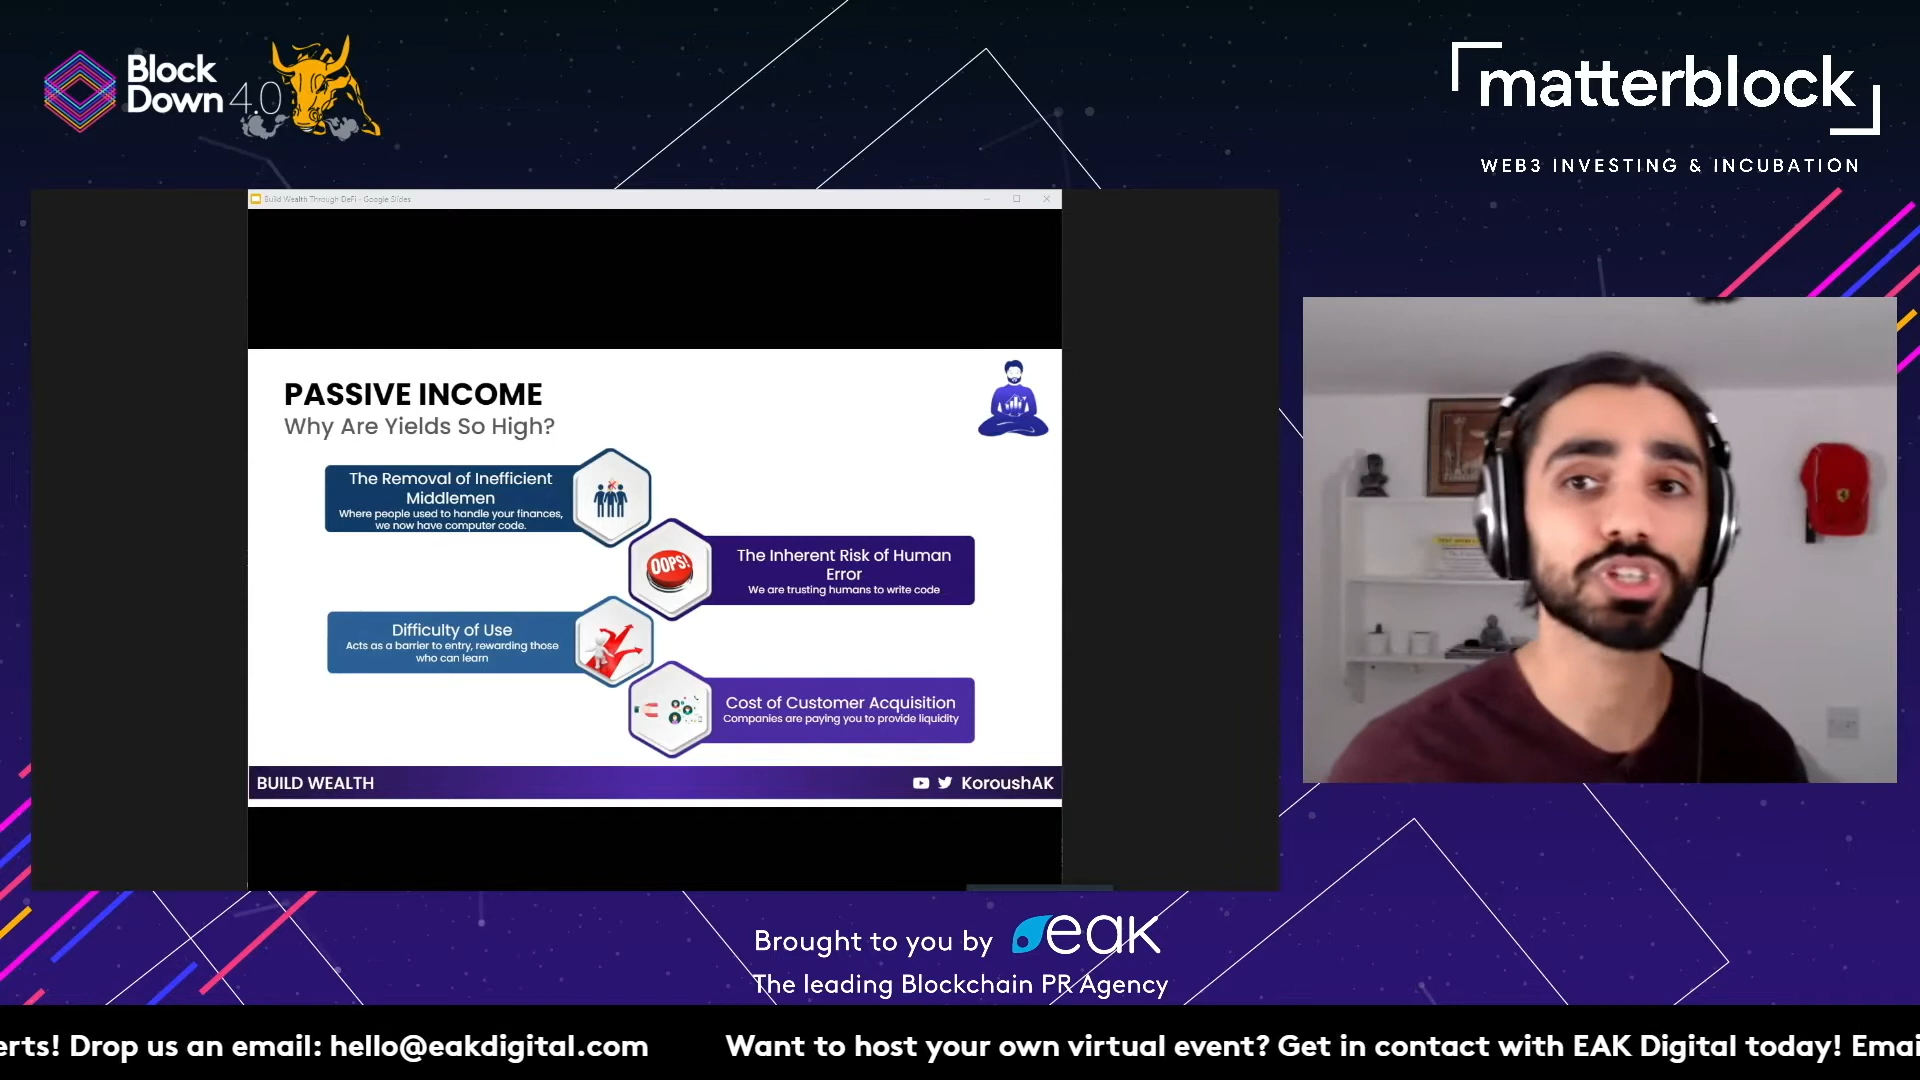 Block
Down 4.0
matterblock
WEB3 INVESTING & INCUBATION
Build Wealth Through DeFi - Google Slides
PASSIVE INCOME
Why Are Yields So High?
The Removal of Inefficient
Middlemen
Where people used to handle your finances,
we now have computer code.
OOPS!
The Inherent Risk of Human
Error
We are trusting humans to write code
Difficulty of Use
Acts as a barrier to entry, rewarding those
who can learn
Cost of Customer Acquisition
Companies are paying you to provide liquidity
BUILD WEALTH
KoroushAK
Brought to you by eak
The leading Blockchain PR Agency
erts! Drop us an email: hello@eakdigital.com Want to host your own virtual event? Get in contact with EAK Digital today! Emai